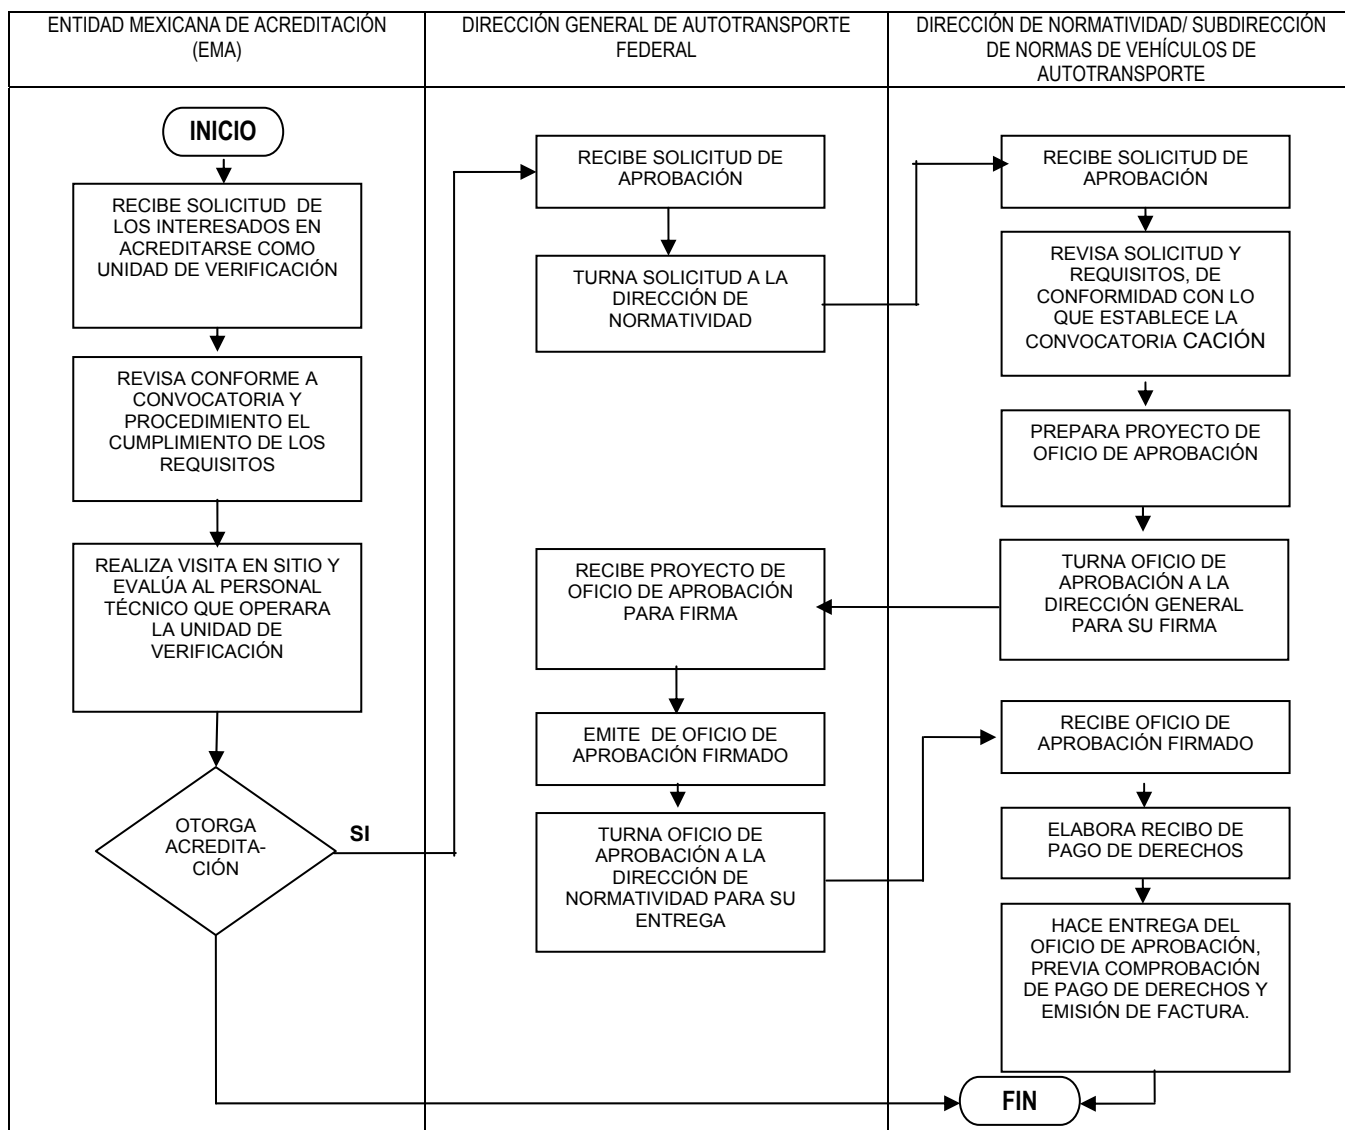 ENTIDAD MEXICANA DE ACREDITACIÓN
(EMA)
DIRECCIÓN GENERAL DE AUTOTRANSPORTE
FEDERAL
DIRECCIÓN DE NORMATIVIDAD/ SUBDIRECCIÓN
DE NORMAS DE VEHÍCULOS DE
AUTOTRANSPORTE
INICIO
RECIBE SOLICITUD DE
LOS INTERESADOS EN
ACREDITARSE COMO
UNIDAD DE VERIFICACIÓN
REVISA CONFORME A
CONVOCATORIA Y
PROCEDIMIENTO EL
CUMPLIMIENTO DE LOS
REQUISITOS
REALIZA VISITA EN SITIO Y
EVALÚA AL PERSONAL
TÉCNICO QUE OPERARA
LA UNIDAD DE
VERIFICACIÓN
OTORGA
ACREDITA-
CIÓN
SI
RECIBE SOLICITUD DE
APROBACIÓN
TURNA SOLICITUD A LA
DIRECCIÓN DE
NORMATIVIDAD
RECIBE SOLICITUD DE
APROBACIÓN
REVISA SOLICITUD Y
REQUISITOS, DE
CONFORMIDAD CON LO
QUE ESTABLECE LA
CONVOCATORIA CACIÓN
PREPARA PROYECTO DE
OFICIO DE APROBACIÓN
TURNA OFICIO DE
APROBACIÓN A LA
DIRECCIÓN GENERAL
PARA SU FIRMA
RECIBE PROYECTO DE
OFICIO DE APROBACIÓN
PARA FIRMA
EMITE DE OFICIO DE
APROBACIÓN FIRMADO
TURNA OFICIO DE
APROBACIÓN A LA
DIRECCIÓN DE
NORMATIVIDAD PARA SU
ENTREGA
RECIBE OFICIO DE
APROBACIÓN FIRMADO
ELABORA RECIBO DE
PAGO DE DERECHOS
HACE ENTREGA DEL
OFICIO DE APROBACIÓN,
PREVIA COMPROBACIÓN
DE PAGO DE DERECHOS Y
EMISIÓN DE FACTURA.
FIN